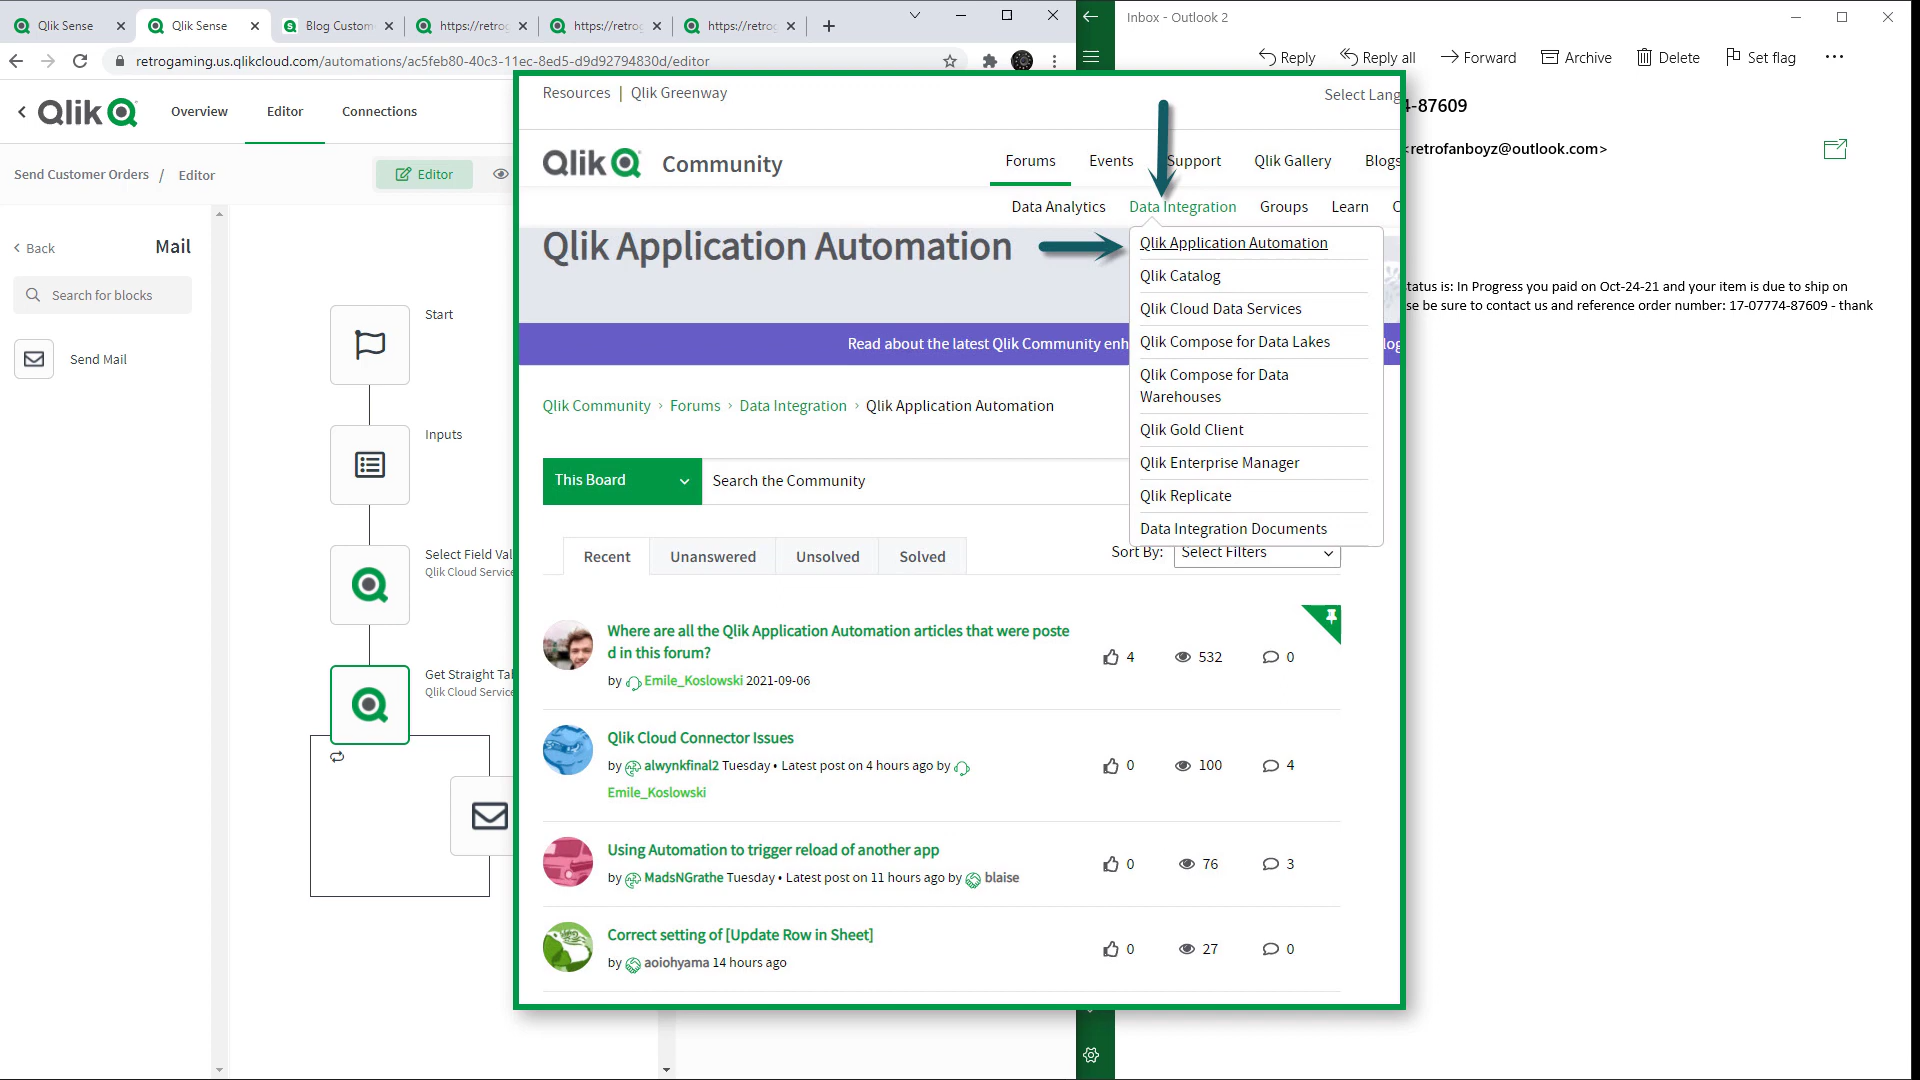 Qlik Sense
Qlik Sense
Blog Custom
https://retrog
https://retrog
https://retrog
retrogaming.us.qlikcloud.com/automations/ac5feb80-40c3-11ec-8ed5-d9d92794830d/editor
Qlik
Overview
Editor
Connections
Send Customer Orders / Editor
Editor
Back
Mail
Search for blocks
Send Mail
Start
Inputs
Select Field Val
Qlik Cloud Service
Get Straight Tab
Qlik Cloud Service
Resources | Qlik Greenway
Select Lang
Qlik Community
Forums
Events
Support
Qlik Gallery
Blogs
Data Analytics
Data Integration
Groups
Learn
Qlik Application Automation
Qlik Application Automation
Qlik Catalog
Qlik Cloud Data Services
Qlik Compose for Data Lakes
Qlik Compose for Data
Warehouses
Qlik Gold Client
Qlik Enterprise Manager
Qlik Replicate
Data Integration Documents
Read about the latest Qlik Community enh
log
Qlik Community › Forums › Data Integration › Qlik Application Automation
This Board
Search the Community
Recent
Unanswered
Unsolved
Solved
Sort By:
Select Filters
Where are all the Qlik Application Automation articles that were poste
d in this forum?
by Emile_Koslowski 2021-09-06
4
532
0
Qlik Cloud Connector Issues
by alwynkfinal2 Tuesday • Latest post on 4 hours ago by
Emile_Koslowski
0
100
4
Using Automation to trigger reload of another app
by MadsNGrathe Tuesday • Latest post on 11 hours ago by blaise
0
76
3
Correct setting of [Update Row in Sheet]
by aoiohyama 14 hours ago
0
27
0
Inbox - Outlook 2
Reply
Reply all
Forward
Archive
Delete
Set flag
4-87609
<retrofanboyz@outlook.com>
status is: In Progress you paid on Oct-24-21 and your item is due to ship on
se be sure to contact us and reference order number: 17-07774-87609 - thank